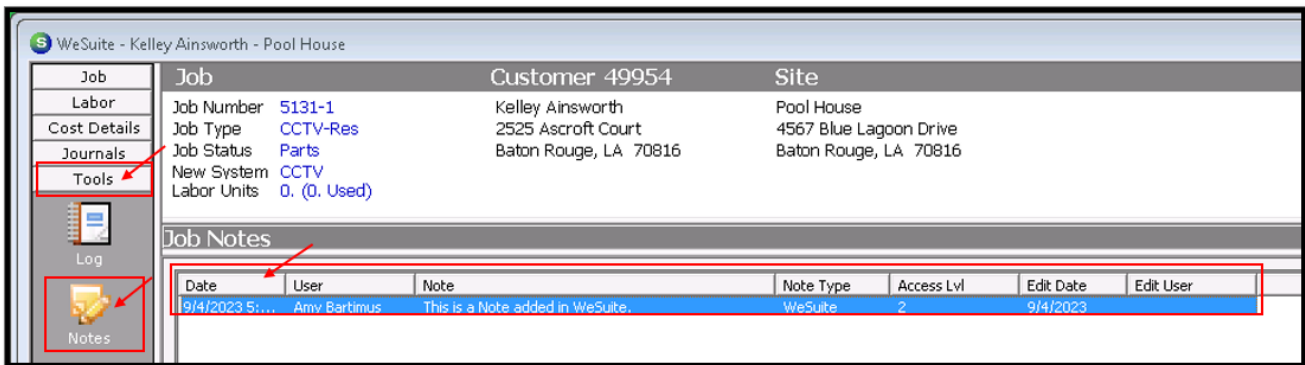 WeSuite - Kelley Ainsworth - Pool House
Job
Labor
Cost Details
Journals
Tools
Log
Notes
Job Customer 49954 Site
Job Number 5131-1 Kelley Ainsworth Pool House
Job Type CCTV-Res 2525 Ascroft Court 4567 Blue Lagoon Drive
Job Status Parts Baton Rouge, LA 70816 Baton Rouge, LA 70816
New System CCTV
Labor Units 0. (0. Used)
Job Notes
Date User Note Note Type Access Lvl Edit Date Edit User
9/4/2023 5:... Amy Bartimus This is a Note added in WeSuite. WeSuite 2 9/4/2023